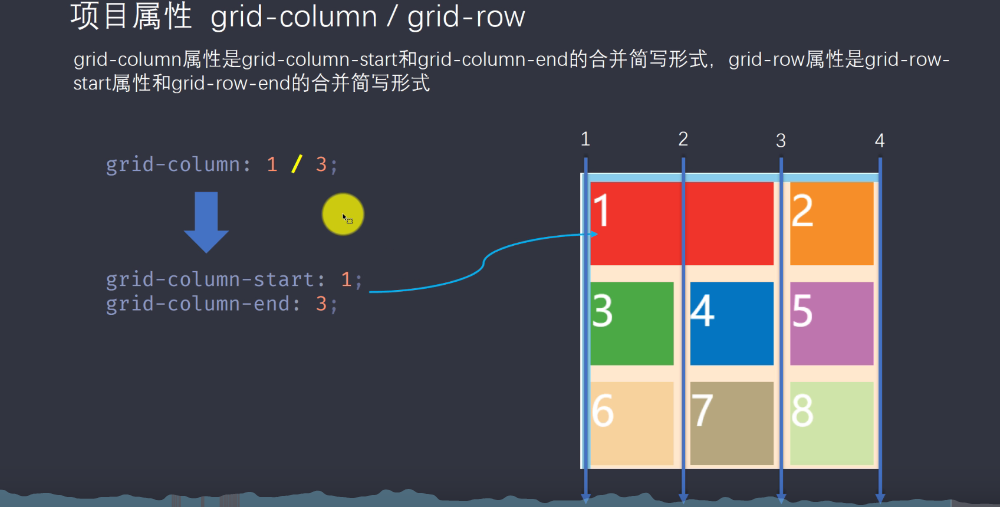 项目属性 grid-column / grid-row
grid-column属性是grid-column-start和grid-column-end的合并简写形式，grid-row属性是grid-row-
start属性和grid-row-end的合并简写形式
1 2 3 4
grid-column: 1 / 3;
1 2
grid-column-start: 1;
grid-column-end: 3;
3 4 5
6 7 8